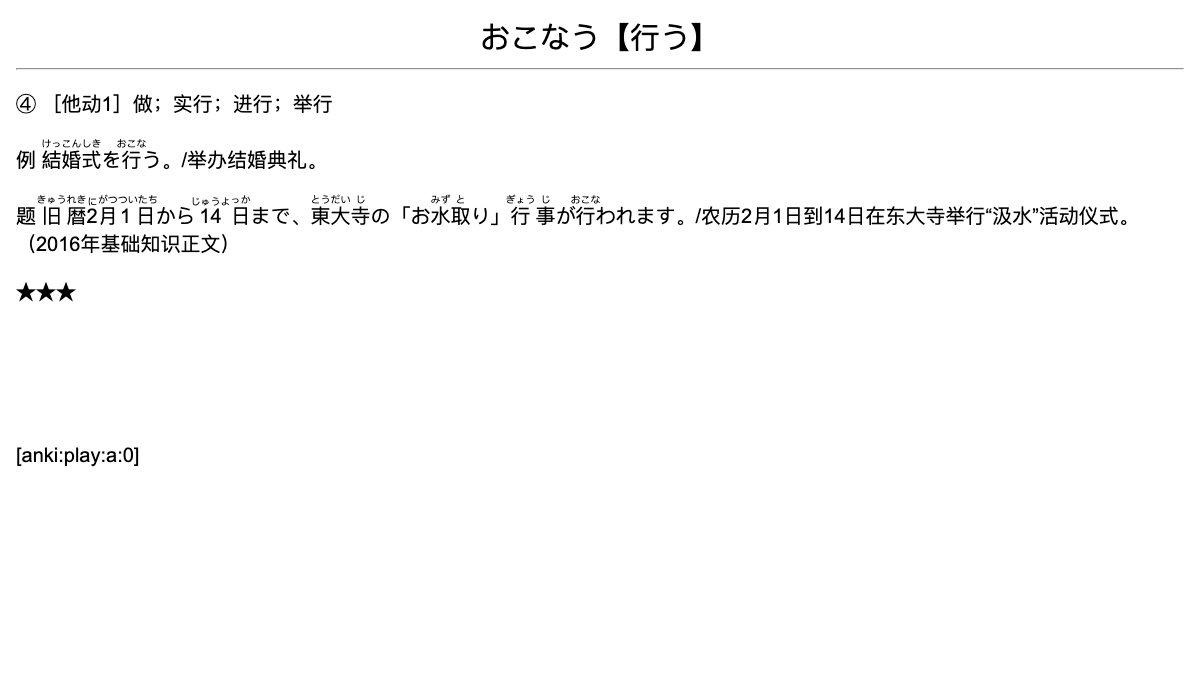 おこなう【行う】
④ ［他动1］做；实行；进行；举行
けっこんしき おこな
例 結婚式を行う。/举办结婚典礼。
きゅうれきにがつついたち じゅうよっか とうだい じ みず と ぎょう じ おこな
题 旧 暦2月1日から 14 日まで、東大寺の「お水取り」行 事が行われます。/农历2月1日到14日在东大寺举行“汲水”活动仪式。
（2016年基础知识正文）
★★★
[anki:play:a:0]